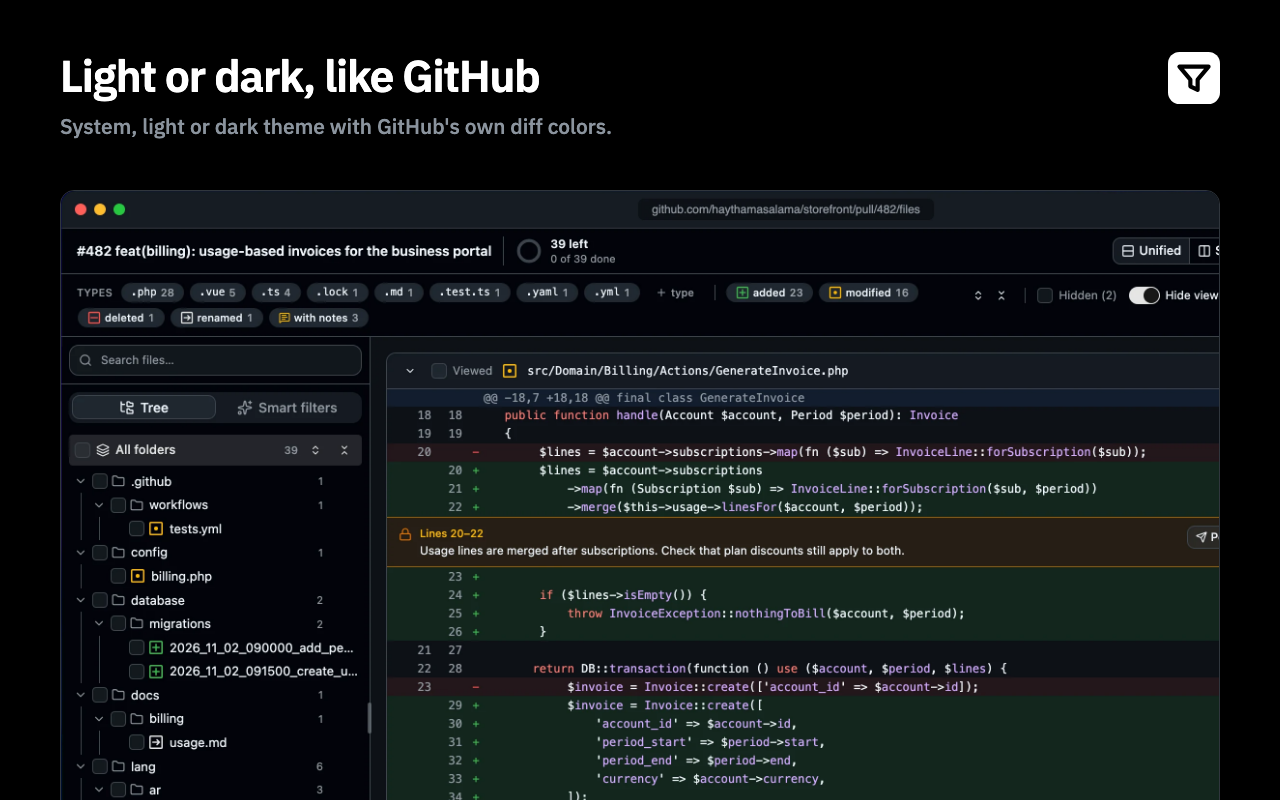 Light or dark, like GitHub
System, light or dark theme with GitHub's own diff colors.
github.com/haythamasalama/storefront/pull/482/files
#482 feat(billing): usage-based invoices for the business portal
39 left
0 of 39 done
Unified
TYPES .php 28 .vue 5 .ts 4 .lock 1 .md 1 .test.ts 1 .yaml 1 .yml 1 + type added 23 modified 16 Hidden (2) Hide view
deleted 1 renamed 1 with notes 3
Search files...
Tree Smart filters
All folders 39
.github 1
workflows 1
tests.yml
config 1
billing.php
database 2
migrations 2
2026_11_02_090000_add_pe...
2026_11_02_091500_create_u...
docs 1
billing 1
usage.md
lang 6
ar 3
Viewed src/Domain/Billing/Actions/GenerateInvoice.php
@@ -18,7 +18,18 @@ final class GenerateInvoice
18 18 public function handle(Account $account, Period $period): Invoice
19 19 {
20 - $lines = $account->subscriptions->map(fn ($sub) => InvoiceLine::forSubscription($sub));
20 + $lines = $account->subscriptions
21 + ->map(fn (Subscription $sub) => InvoiceLine::forSubscription($sub, $period))
22 + ->merge($this->usage->linesFor($account, $period));
Lines 20–22
Usage lines are merged after subscriptions. Check that plan discounts still apply to both.
23 +
24 + if ($lines->isEmpty()) {
25 + throw InvoiceException::nothingToBill($account, $period);
26 + }
21 27
22 28 return DB::transaction(function () use ($account, $period, $lines) {
23 - $invoice = Invoice::create(['account_id' => $account->id]);
29 + $invoice = Invoice::create([
30 + 'account_id' => $account->id,
31 + 'period_start' => $period->start,
32 + 'period_end' => $period->end,
33 + 'currency' => $account->currency,
34 + ]);